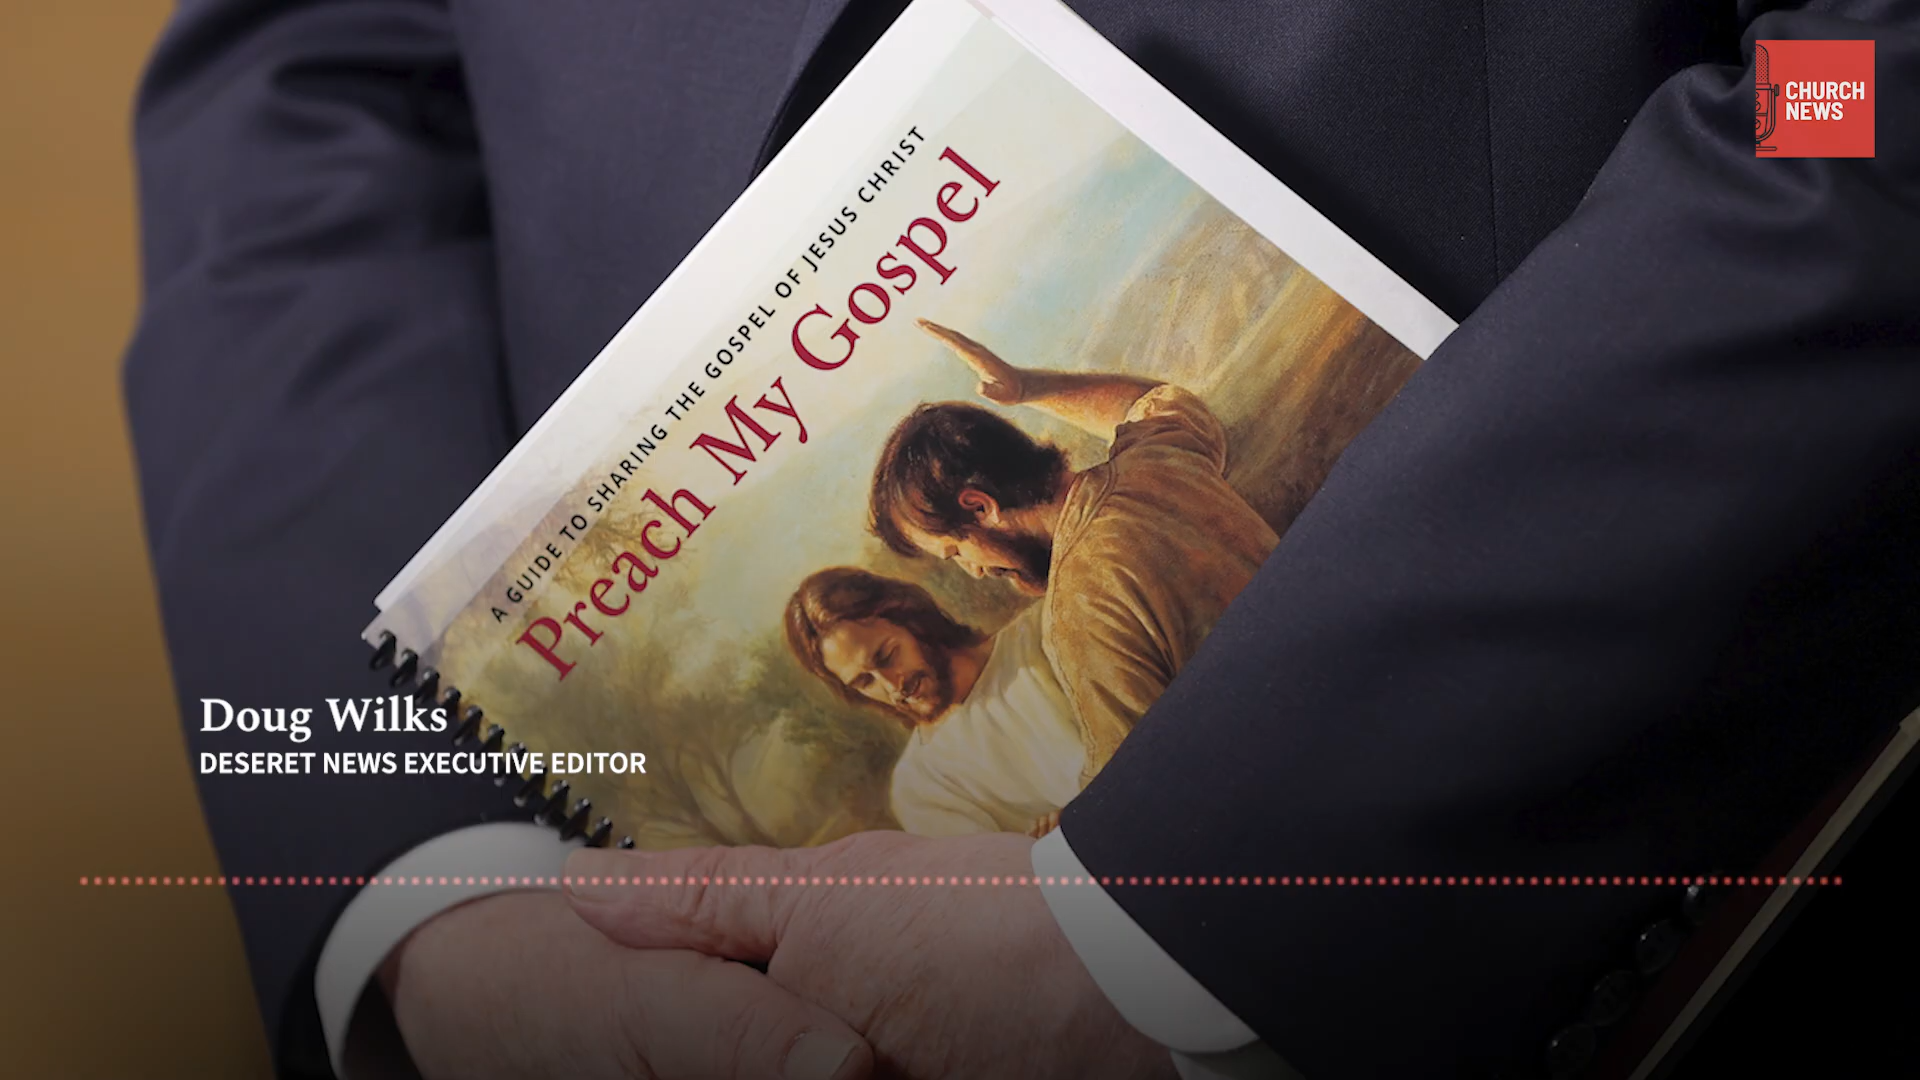 CHURCH
NEWS
A GUIDE TO SHARING THE GOSPEL OF JESUS CHRIST
Preach My Gospel
Doug Wilks
DESERET NEWS EXECUTIVE EDITOR